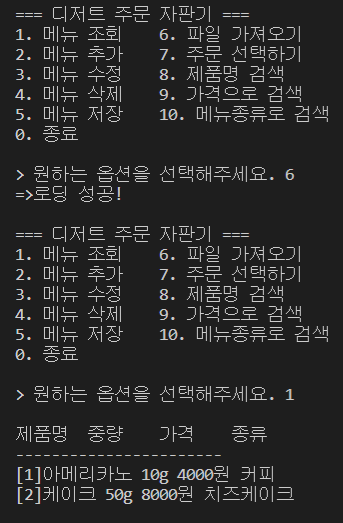 === 디저트 주문 자판기 ===
1. 메뉴 조회    6. 파일 가져오기
2. 메뉴 추가    7. 주문 선택하기
3. 메뉴 수정    8. 제품명 검색
4. 메뉴 삭제    9. 가격으로 검색
5. 메뉴 저장    10. 메뉴종류로 검색
0. 종료
> 원하는 옵션을 선택해주세요. 6
=>로딩 성공!
=== 디저트 주문 자판기 ===
1. 메뉴 조회    6. 파일 가져오기
2. 메뉴 추가    7. 주문 선택하기
3. 메뉴 수정    8. 제품명 검색
4. 메뉴 삭제    9. 가격으로 검색
5. 메뉴 저장    10. 메뉴종류로 검색
0. 종료
> 원하는 옵션을 선택해주세요. 1
제품명  중량    가격    종류
-----------------------
[1]아메리카노 10g 4000원 커피
[2]케이크 50g 8000원 치즈케이크